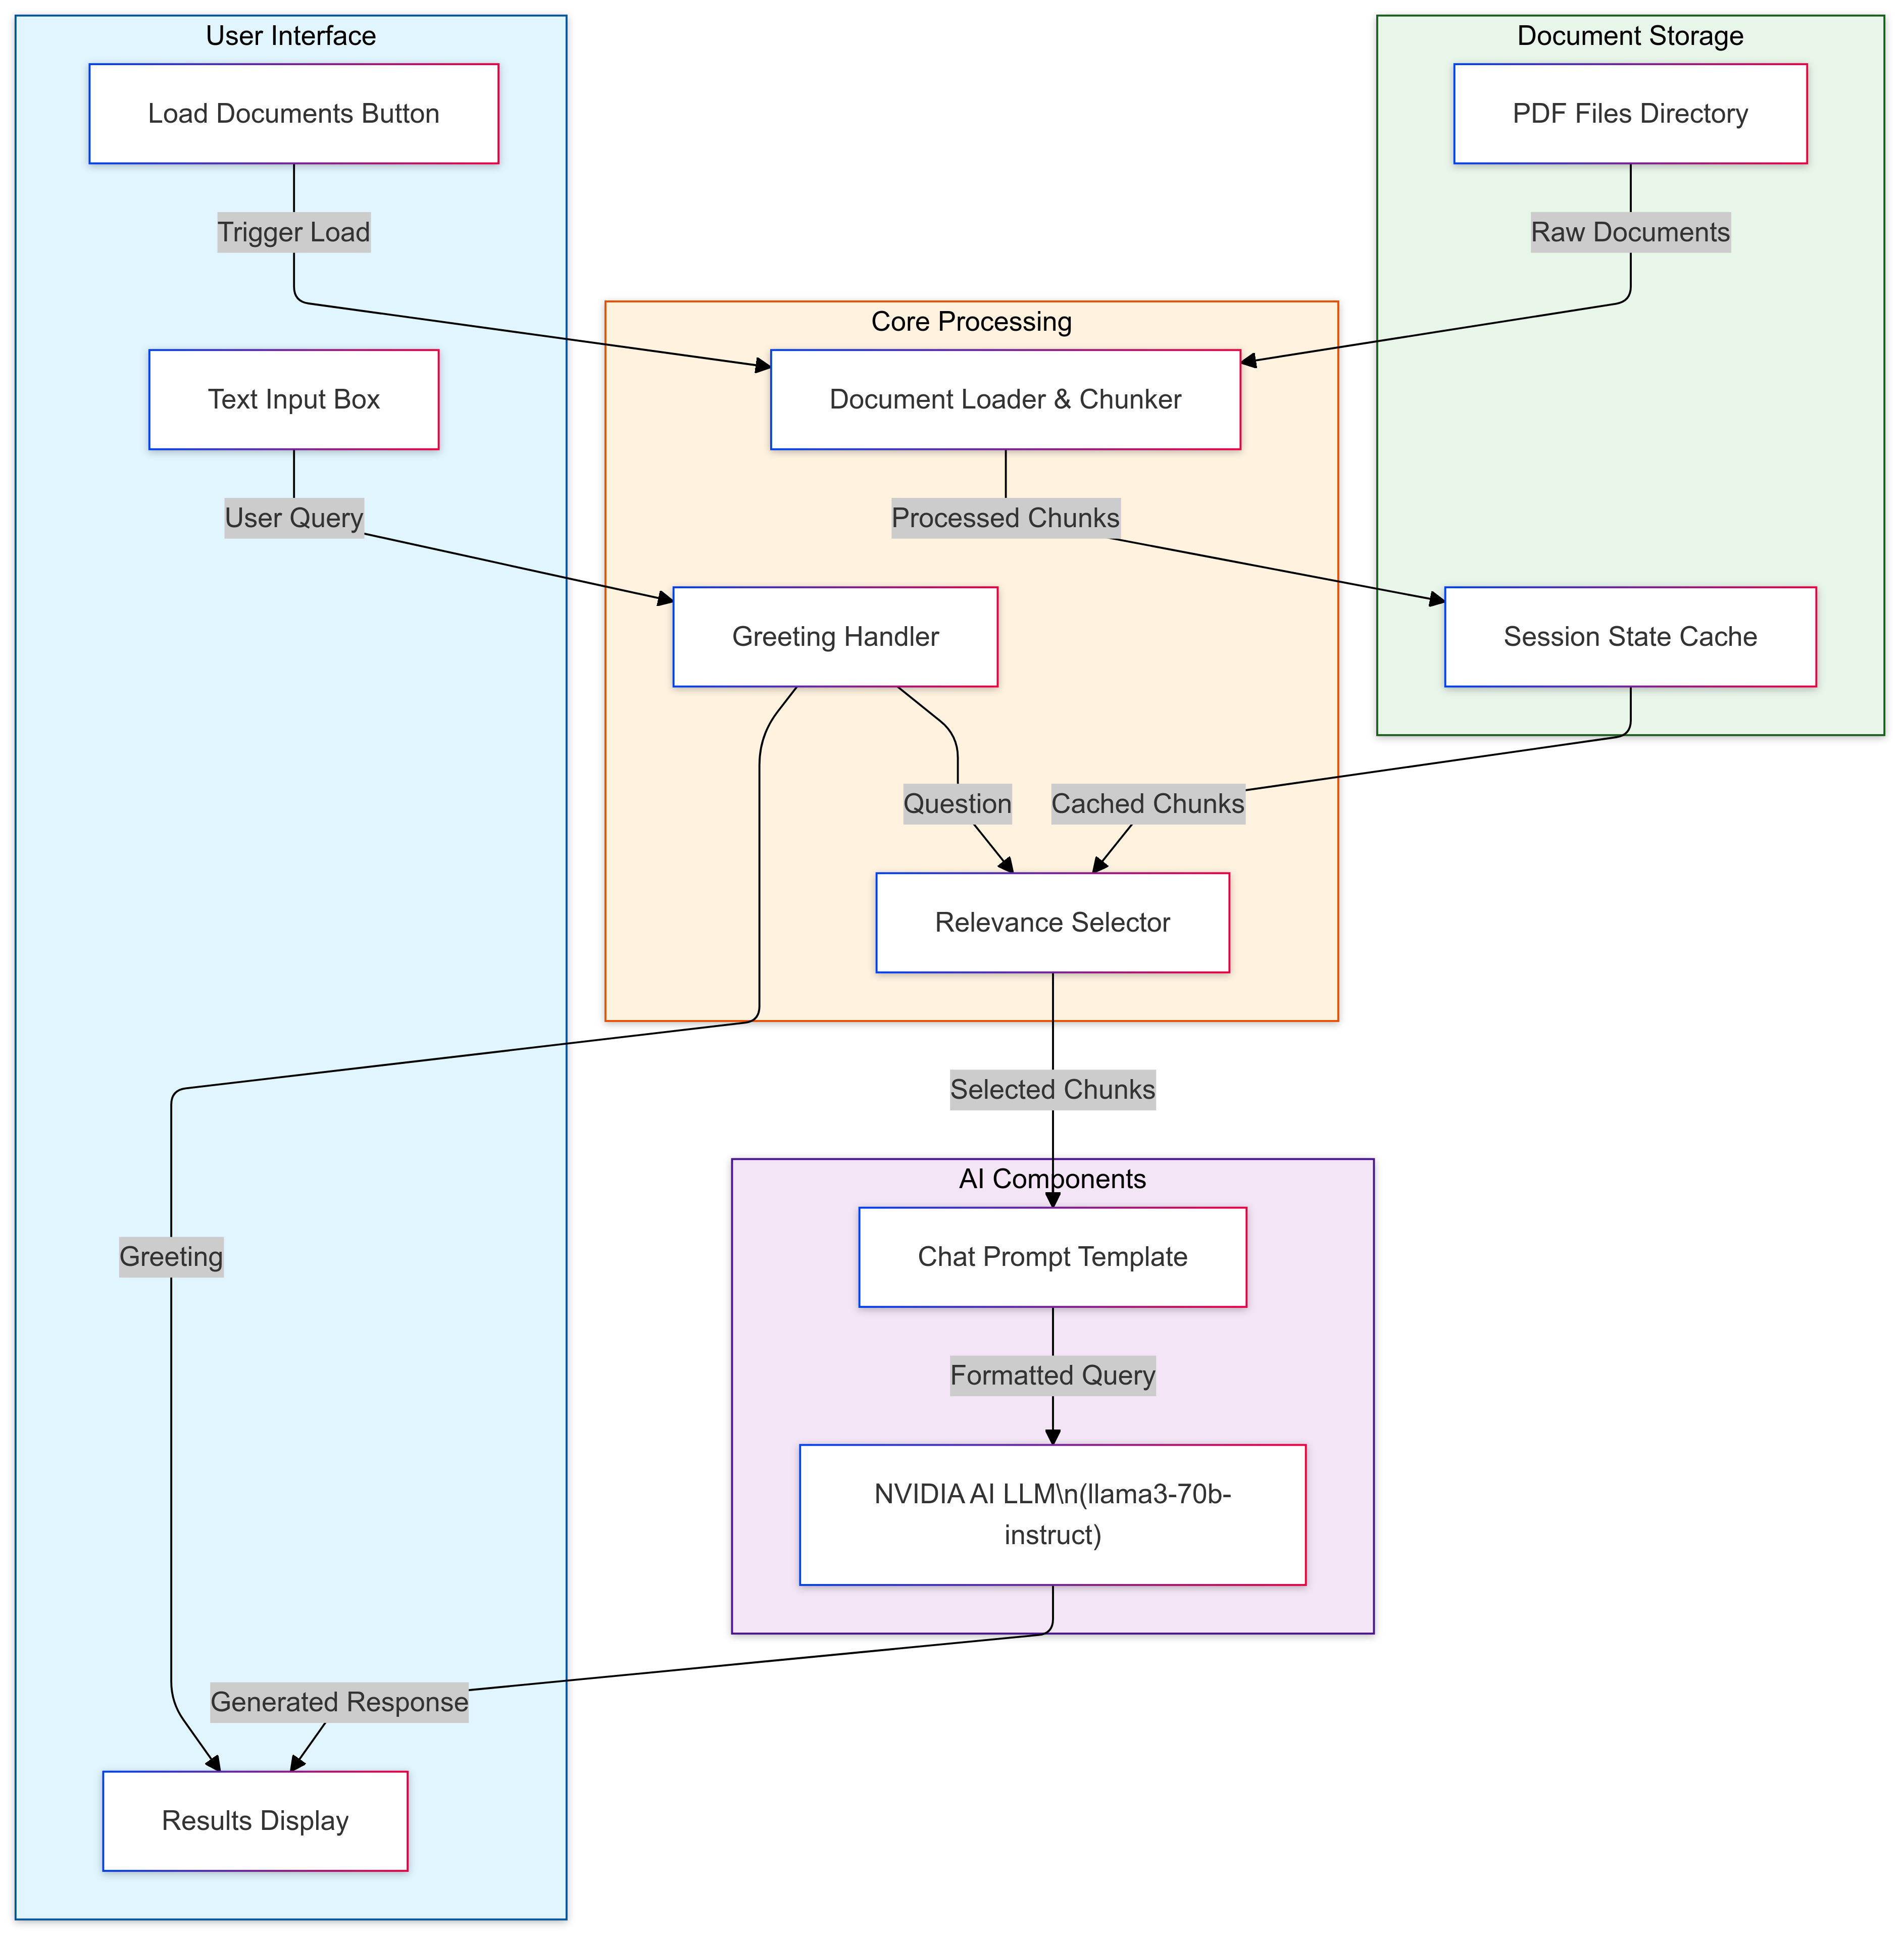 User Interface
Document Storage
Load Documents Button
PDF Files Directory
Trigger Load
Raw Documents
Core Processing
Text Input Box
Document Loader & Chunker
User Query
Processed Chunks
Greeting Handler
Session State Cache
Question
Cached Chunks
Relevance Selector
Selected Chunks
AI Components
Greeting
Chat Prompt Template
Formatted Query
NVIDIA AI LLM\n(llama3-70b-
instruct)
Generated Response
Results Display